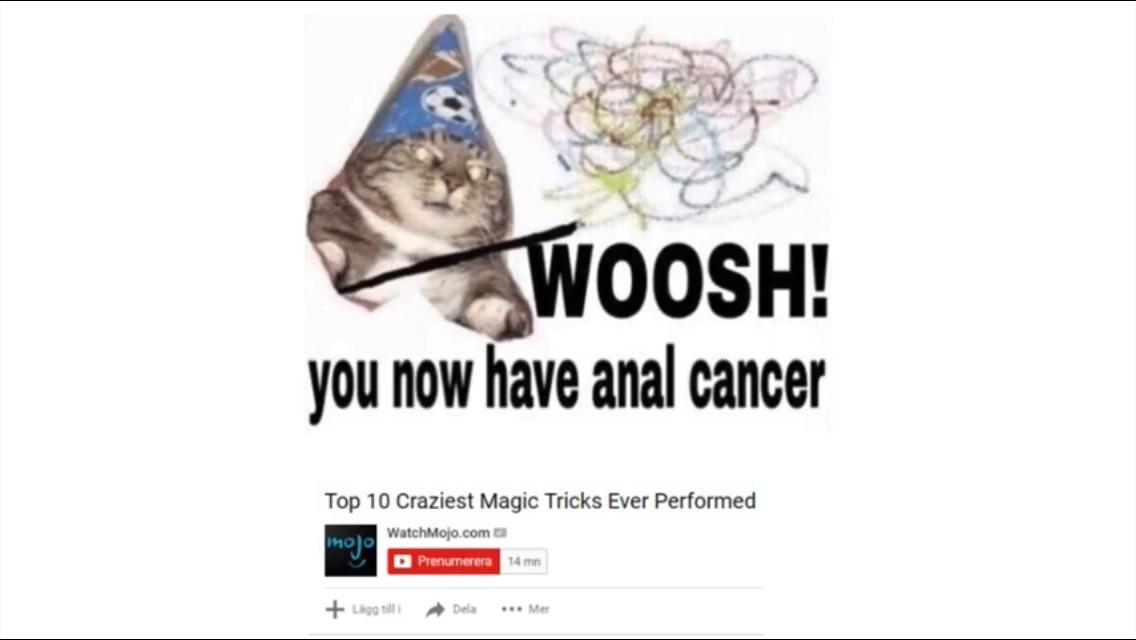 WOOSH!
you now have anal cancer
Top 10 Craziest Magic Tricks Ever Performed
mojo
WatchMojo.com
Prenumerera 14 mn
Lägg till i Dela Mer